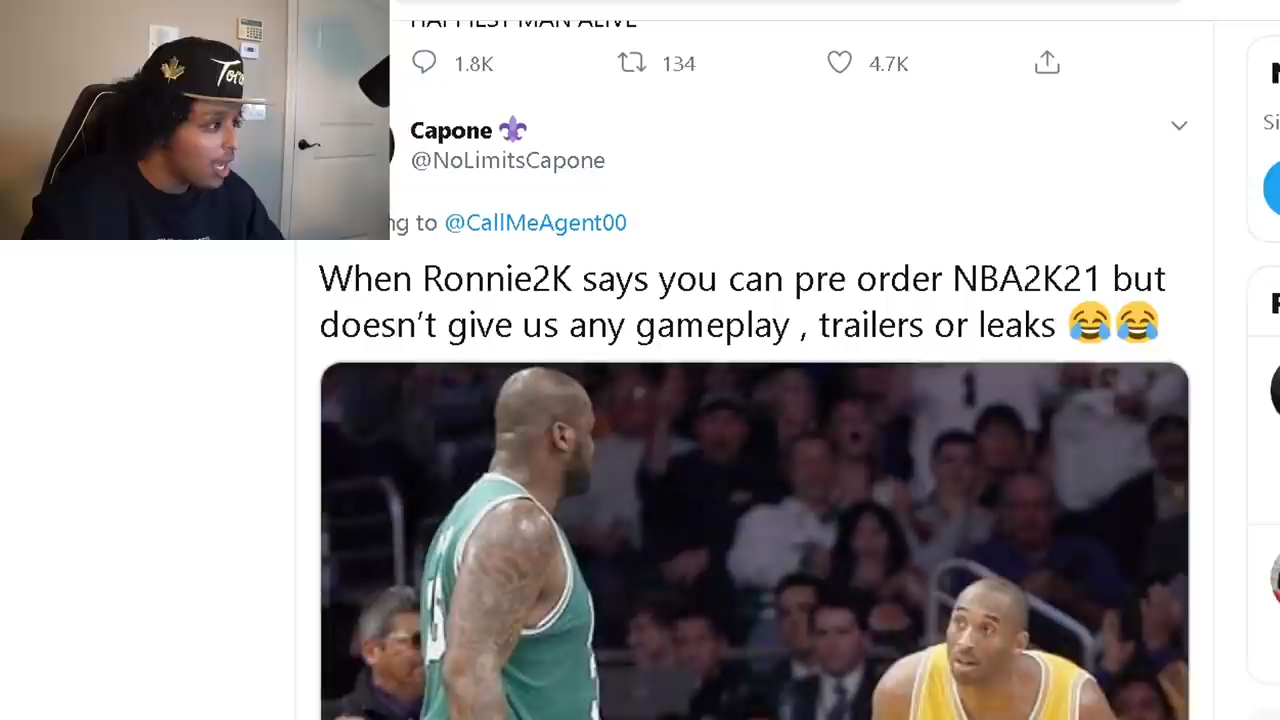 HAPPIEST MAN ALIVE
1.8K 134 4.7K
Capone
@NoLimitsCapone
ng to @CallMeAgent00
When Ronnie2K says you can pre order NBA2K21 but
doesn’t give us any gameplay , trailers or leaks 😂😂